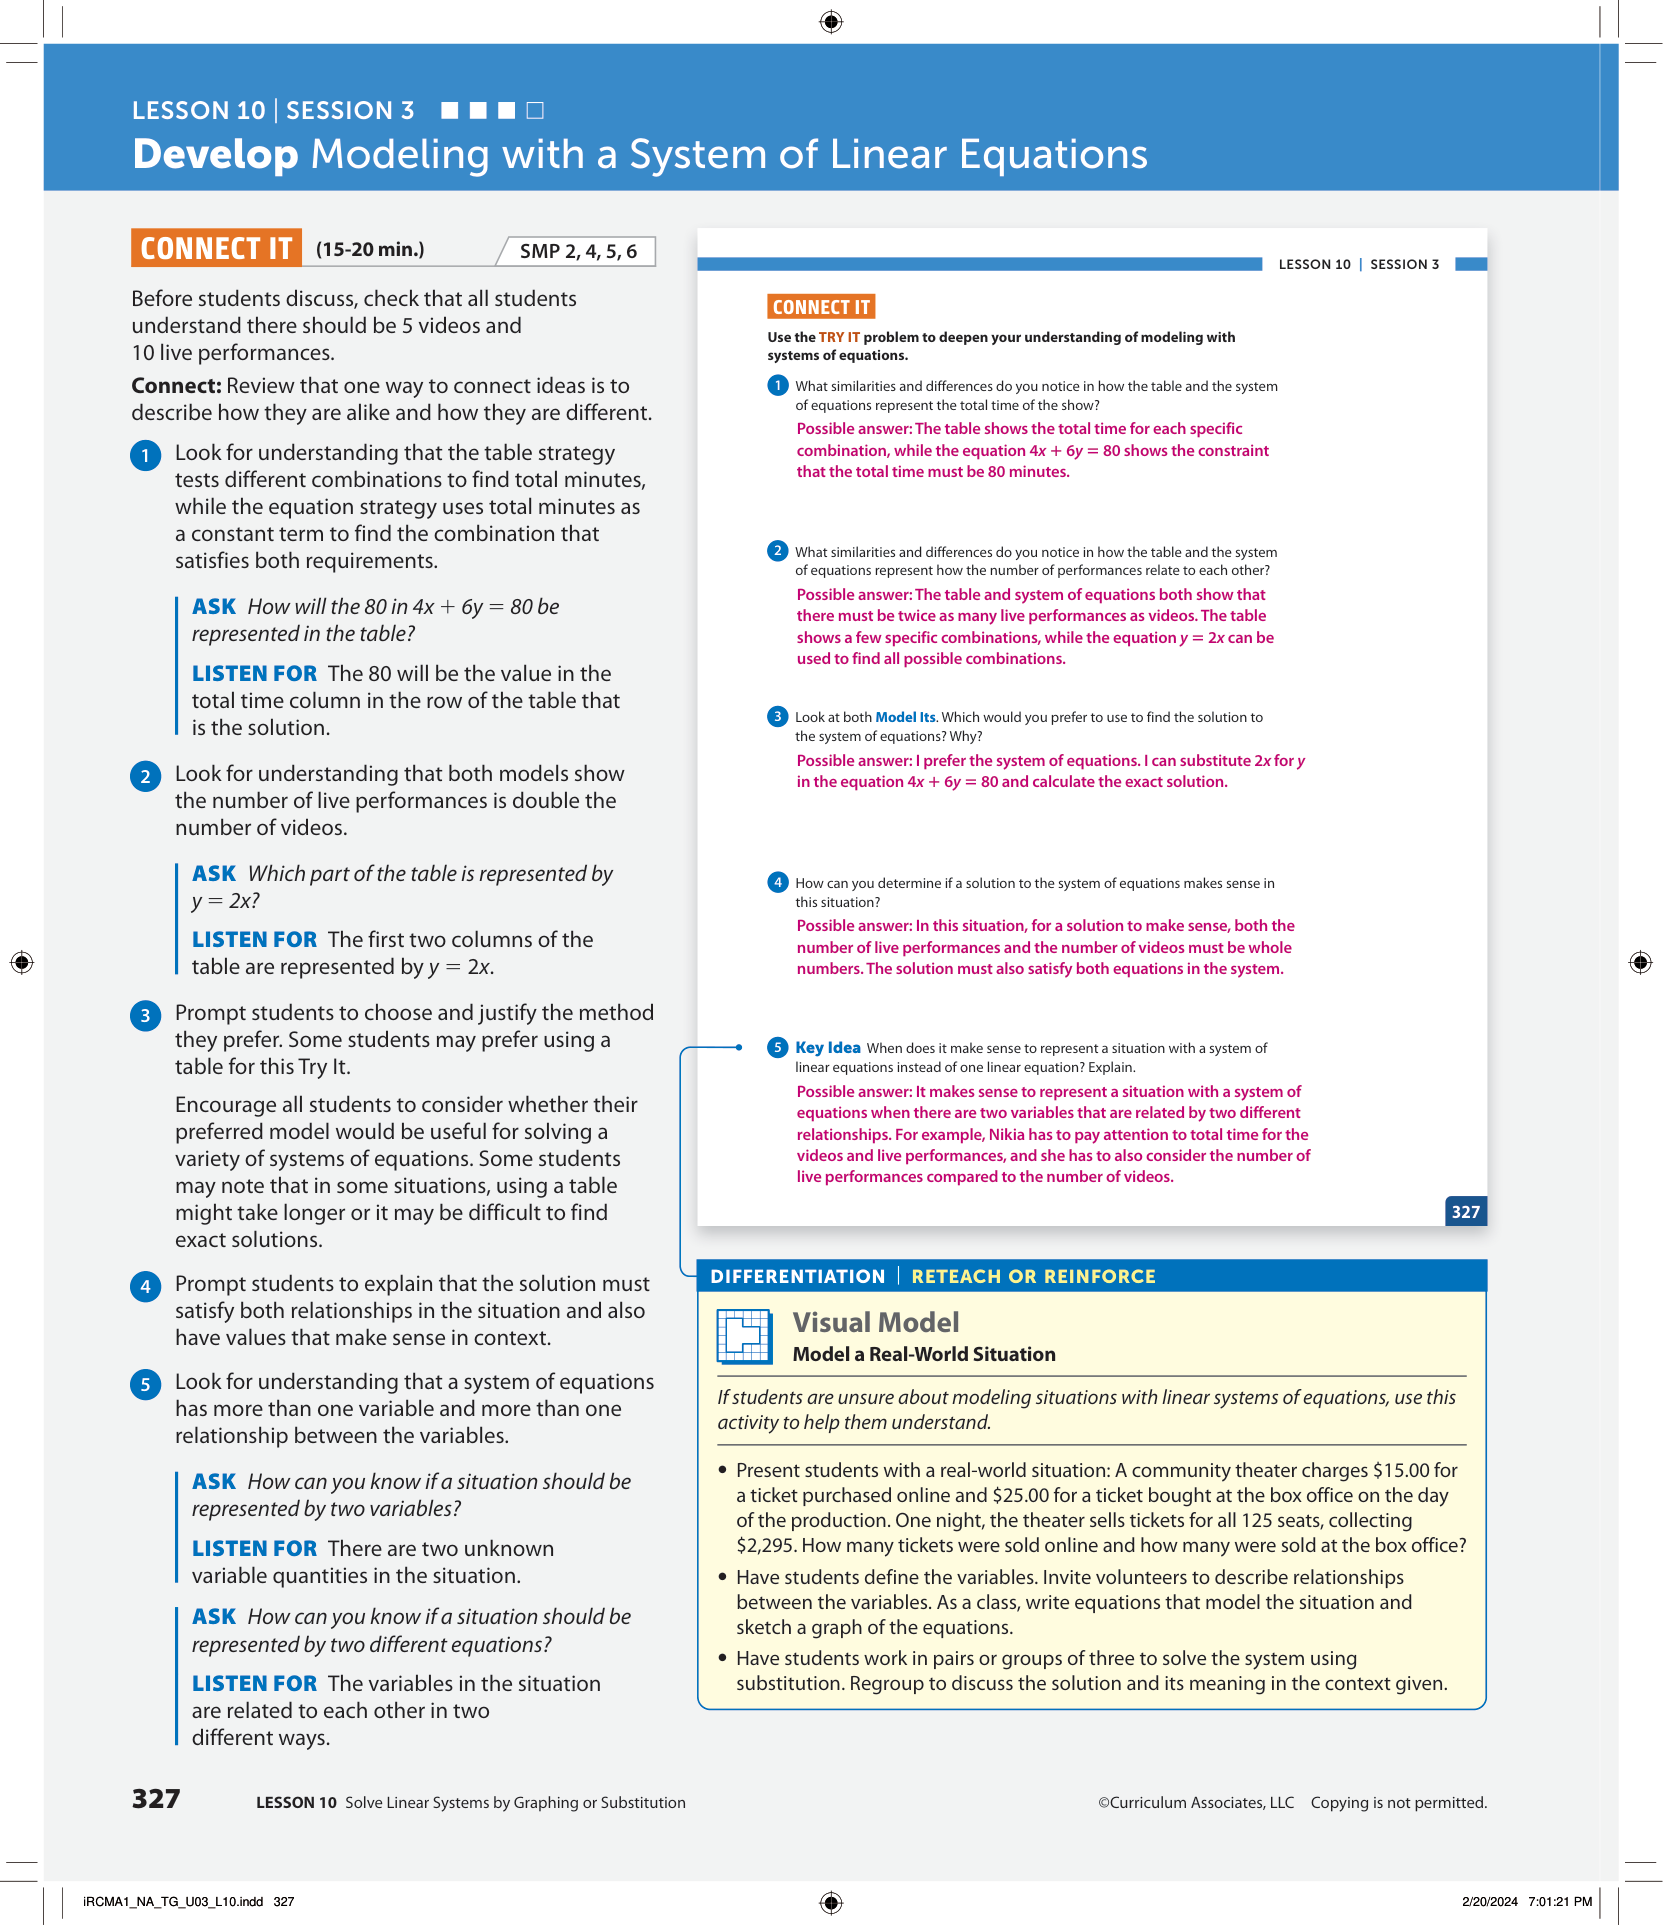 LESSON 10 | SESSION 3
Develop Modeling with a System of Linear Equations
CONNECT IT (15-20 min.) SMP 2, 4, 5, 6
Before students discuss, check that all students
understand there should be 5 videos and
10 live performances.
Connect: Review that one way to connect ideas is to
describe how they are alike and how they are different.
1 Look for understanding that the table strategy
tests different combinations to find total minutes,
while the equation strategy uses total minutes as
a constant term to find the combination that
satisfies both requirements.
ASK How will the 80 in 4x + 6y = 80 be
represented in the table?
LISTEN FOR The 80 will be the value in the
total time column in the row of the table that
is the solution.
2 Look for understanding that both models show
the number of live performances is double the
number of videos.
ASK Which part of the table is represented by
y = 2x?
LISTEN FOR The first two columns of the
table are represented by y = 2x.
3 Prompt students to choose and justify the method
they prefer. Some students may prefer using a
table for this Try It.
Encourage all students to consider whether their
preferred model would be useful for solving a
variety of systems of equations. Some students
may note that in some situations, using a table
might take longer or it may be difficult to find
exact solutions.
4 Prompt students to explain that the solution must
satisfy both relationships in the situation and also
have values that make sense in context.
5 Look for understanding that a system of equations
has more than one variable and more than one
relationship between the variables.
ASK How can you know if a situation should be
represented by two variables?
LISTEN FOR There are two unknown
variable quantities in the situation.
ASK How can you know if a situation should be
represented by two different equations?
LISTEN FOR The variables in the situation
are related to each other in two
different ways.
LESSON 10 | SESSION 3
CONNECT IT
Use the TRY IT problem to deepen your understanding of modeling with
systems of equations.
1 What similarities and differences do you notice in how the table and the system
of equations represent the total time of the show?
Possible answer: The table shows the total time for each specific
combination, while the equation 4x + 6y = 80 shows the constraint
that the total time must be 80 minutes.
2 What similarities and differences do you notice in how the table and the system
of equations represent how the number of performances relate to each other?
Possible answer: The table and system of equations both show that
there must be twice as many live performances as videos. The table
shows a few specific combinations, while the equation y = 2x can be
used to find all possible combinations.
3 Look at both Model Its. Which would you prefer to use to find the solution to
the system of equations? Why?
Possible answer: I prefer the system of equations. I can substitute 2x for y
in the equation 4x + 6y = 80 and calculate the exact solution.
4 How can you determine if a solution to the system of equations makes sense in
this situation?
Possible answer: In this situation, for a solution to make sense, both the
number of live performances and the number of videos must be whole
numbers. The solution must also satisfy both equations in the system.
5 Key Idea When does it make sense to represent a situation with a system of
linear equations instead of one linear equation? Explain.
Possible answer: It makes sense to represent a situation with a system of
equations when there are two variables that are related by two different
relationships. For example, Nikia has to pay attention to total time for the
videos and live performances, and she has to also consider the number of
live performances compared to the number of videos.
327
DIFFERENTIATION | RETEACH OR REINFORCE
Visual Model
Model a Real-World Situation
If students are unsure about modeling situations with linear systems of equations, use this
activity to help them understand.
• Present students with a real-world situation: A community theater charges $15.00 for
a ticket purchased online and $25.00 for a ticket bought at the box office on the day
of the production. One night, the theater sells tickets for all 125 seats, collecting
$2,295. How many tickets were sold online and how many were sold at the box office?
• Have students define the variables. Invite volunteers to describe relationships
between the variables. As a class, write equations that model the situation and
sketch a graph of the equations.
• Have students work in pairs or groups of three to solve the system using
substitution. Regroup to discuss the solution and its meaning in the context given.
327 LESSON 10 Solve Linear Systems by Graphing or Substitution
©Curriculum Associates, LLC Copying is not permitted.
iRCMA1_NA_TG_U03_L10.indd 327
2/20/2024 7:01:21 PM